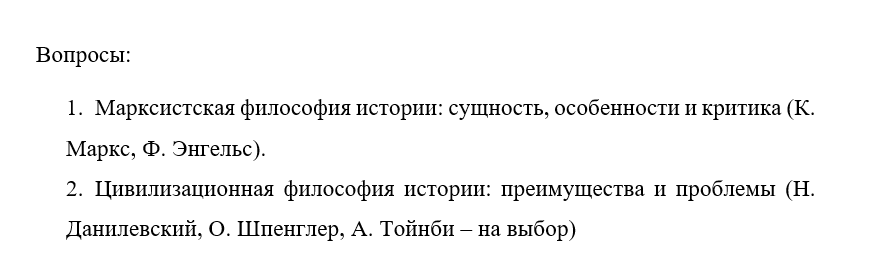 Вопросы:
1. Марксистская философия истории: сущность, особенности и критика (К.
Маркс, Ф. Энгельс).
2. Цивилизационная философия истории: преимущества и проблемы (Н.
Данилевский, О. Шпенглер, А. Тойнби – на выбор)